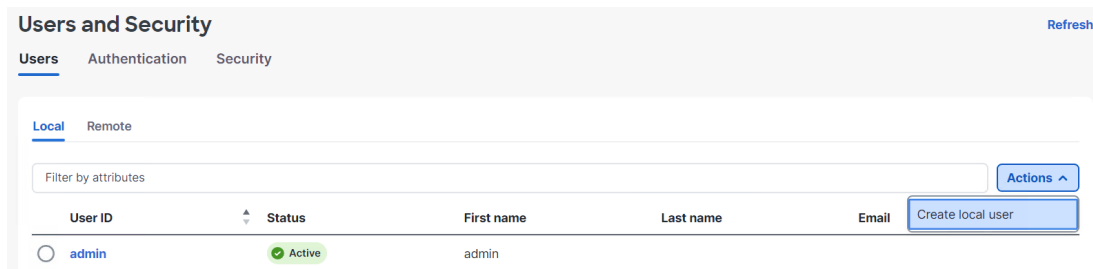 Users and Security
Refresh
Users Authentication Security
Local Remote
Filter by attributes
Actions
Create local user
User ID Status First name Last name Email
admin Active admin